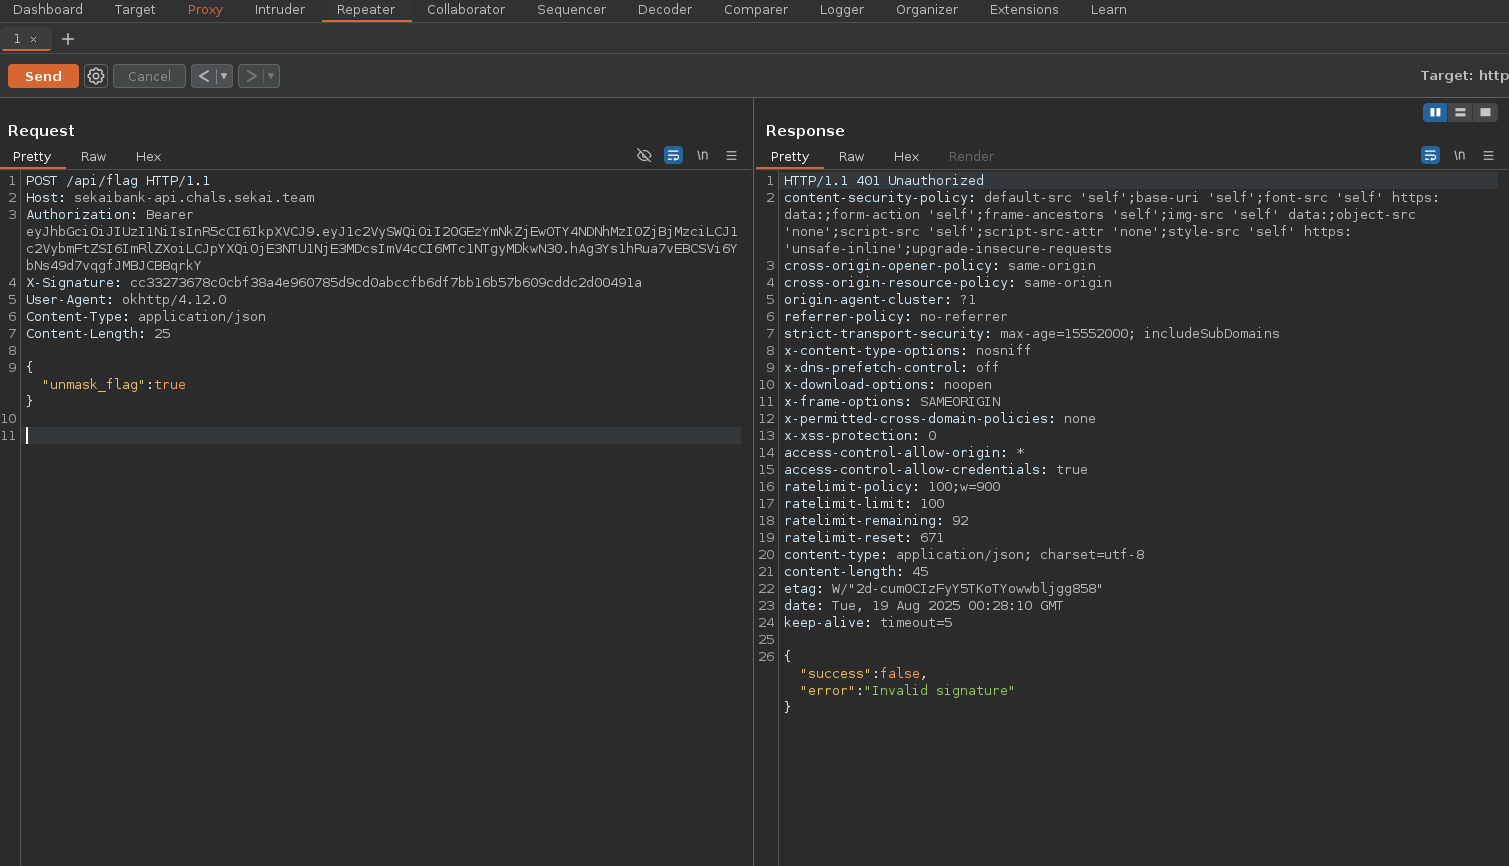 Dashboard Target Proxy Intruder Repeater Collaborator Sequencer Decoder Comparer Logger Organizer Extensions Learn
1 × +
Send Cancel < > Target: http
Request
Pretty Raw Hex \n
1 POST /api/flag HTTP/1.1
2 Host: sekaibank-api.chals.sekai.team
3 Authorization: Bearer
eyJhbGciOiJIUzI1NiIsInR5cCI6IkpXVCJ9.eyJ1c2VySWQiOiI2OGEzYmNkZjEwOTY4NDNhMzI0ZjBjMzciLCJ1
c2VybmFtZSI6ImRlZXoiLCJpYXQiOjE3NTU1NjE3MDcsImV4cCI6MTc1NTgyMDkwN30.hAg3Ys1hRua7vEBCSVi6Y
bNs49d7vqgfJMBJCBBqrkY
4 X-Signature: cc33273678c0cbf38a4e960785d9cd0abccfb6df7bb16b57b609cddc2d00491a
5 User-Agent: okhttp/4.12.0
6 Content-Type: application/json
7 Content-Length: 25
8
9 {
"unmask_flag":true
}
10
11
Response
Pretty Raw Hex Render \n
1 HTTP/1.1 401 Unauthorized
2 content-security-policy: default-src 'self';base-uri 'self';font-src 'self' https:
data:;form-action 'self';frame-ancestors 'self';img-src 'self' data:;object-src
'none';script-src 'self';script-src-attr 'none';style-src 'self' https:
'unsafe-inline';upgrade-insecure-requests
3 cross-origin-opener-policy: same-origin
4 cross-origin-resource-policy: same-origin
5 origin-agent-cluster: ?1
6 referrer-policy: no-referrer
7 strict-transport-security: max-age=15552000; includeSubDomains
8 x-content-type-options: nosniff
9 x-dns-prefetch-control: off
10 x-download-options: noopen
11 x-frame-options: SAMEORIGIN
12 x-permitted-cross-domain-policies: none
13 x-xss-protection: 0
14 access-control-allow-origin: *
15 access-control-allow-credentials: true
16 ratelimit-policy: 100;w=900
17 ratelimit-limit: 100
18 ratelimit-remaining: 92
19 ratelimit-reset: 671
20 content-type: application/json; charset=utf-8
21 content-length: 45
22 etag: W/"2d-cumOCIzFyY5TKoTYowwbljgg858"
23 date: Tue, 19 Aug 2025 00:28:10 GMT
24 keep-alive: timeout=5
25
26 {
"success":false,
"error":"Invalid signature"
}